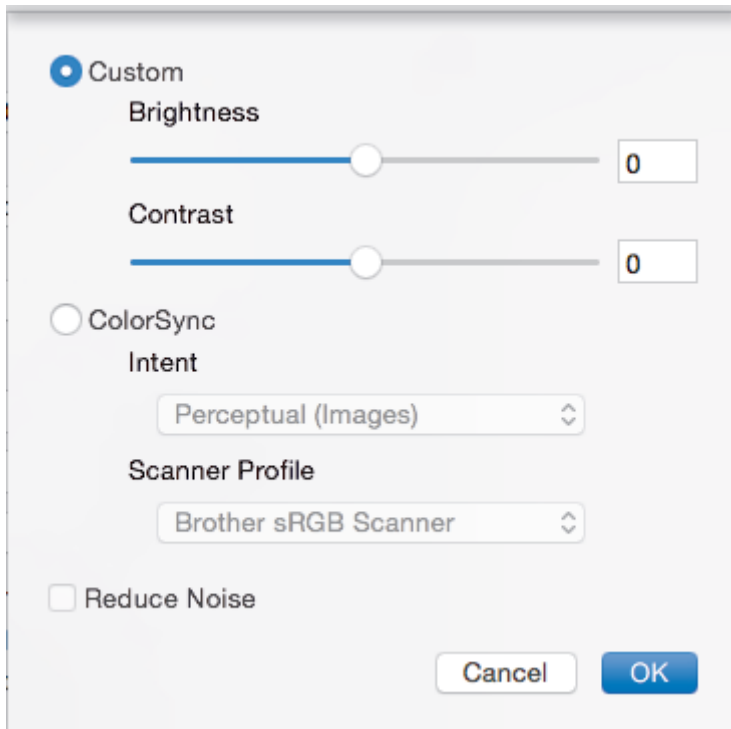 Custom
Brightness
0
Contrast
0
ColorSync
Intent
Perceptual (Images)
Scanner Profile
Brother sRGB Scanner
Reduce Noise
Cancel OK